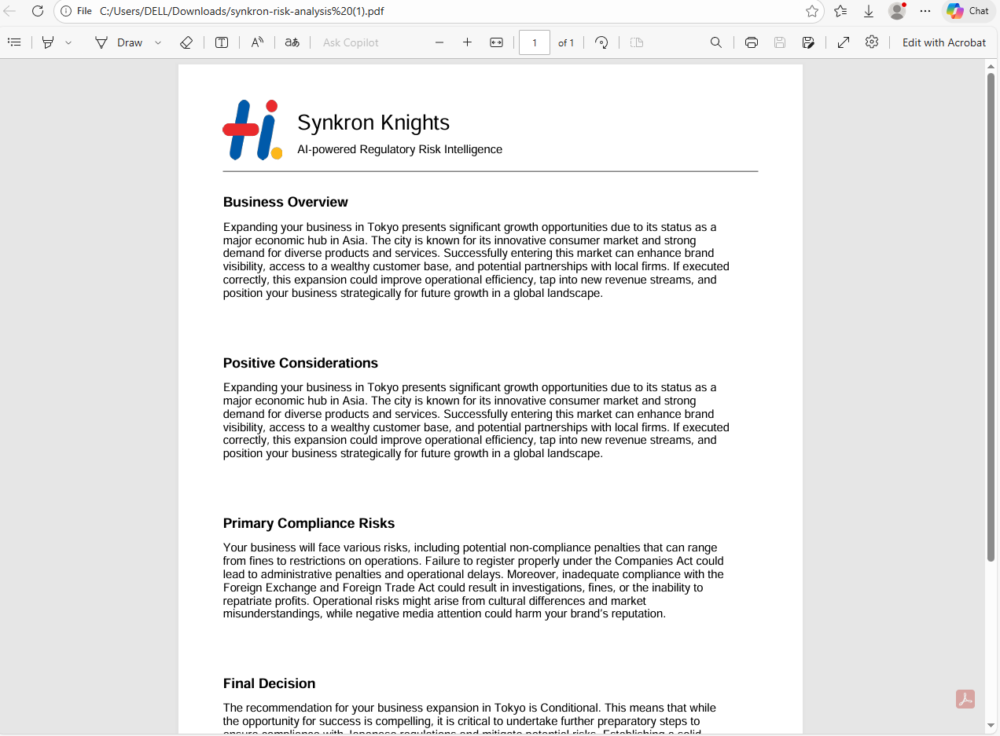 File C:/Users/DELL/Downloads/synkron-risk-analysis%20(1).pdf
Chat
Draw
A
aあ
Ask Copilot
1 of 1
Edit with Acrobat
Hi.
Synkron Knights
AI-powered Regulatory Risk Intelligence
Business Overview
Expanding your business in Tokyo presents significant growth opportunities due to its status as a
major economic hub in Asia. The city is known for its innovative consumer market and strong
demand for diverse products and services. Successfully entering this market can enhance brand
visibility, access to a wealthy customer base, and potential partnerships with local firms. If executed
correctly, this expansion could improve operational efficiency, tap into new revenue streams, and
position your business strategically for future growth in a global landscape.
Positive Considerations
Expanding your business in Tokyo presents significant growth opportunities due to its status as a
major economic hub in Asia. The city is known for its innovative consumer market and strong
demand for diverse products and services. Successfully entering this market can enhance brand
visibility, access to a wealthy customer base, and potential partnerships with local firms. If executed
correctly, this expansion could improve operational efficiency, tap into new revenue streams, and
position your business strategically for future growth in a global landscape.
Primary Compliance Risks
Your business will face various risks, including potential non-compliance penalties that can range
from fines to restrictions on operations. Failure to register properly under the Companies Act could
lead to administrative penalties and operational delays. Moreover, inadequate compliance with the
Foreign Exchange and Foreign Trade Act could result in investigations, fines, or the inability to
repatriate profits. Operational risks might arise from cultural differences and market
misunderstandings, while negative media attention could harm your brand's reputation.
Final Decision
The recommendation for your business expansion in Tokyo is Conditional. This means that while
the opportunity for success is compelling, it is critical to undertake further preparatory steps to
ensure compliance with Japanese regulations and mitigate potential risks. Establishing a solid